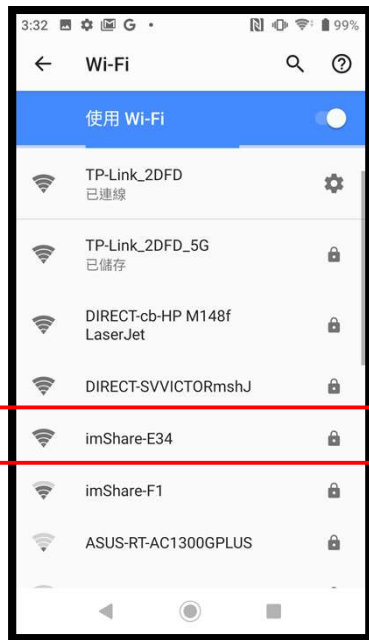 3:32 G • 99%
Wi-Fi
使用 Wi-Fi
TP-Link_2DFD
已連線
TP-Link_2DFD_5G
已儲存
DIRECT-cb-HP M148f
LaserJet
DIRECT-SVVICTORmshJ
imShare-E34
imShare-F1
ASUS-RT-AC1300GPLUS